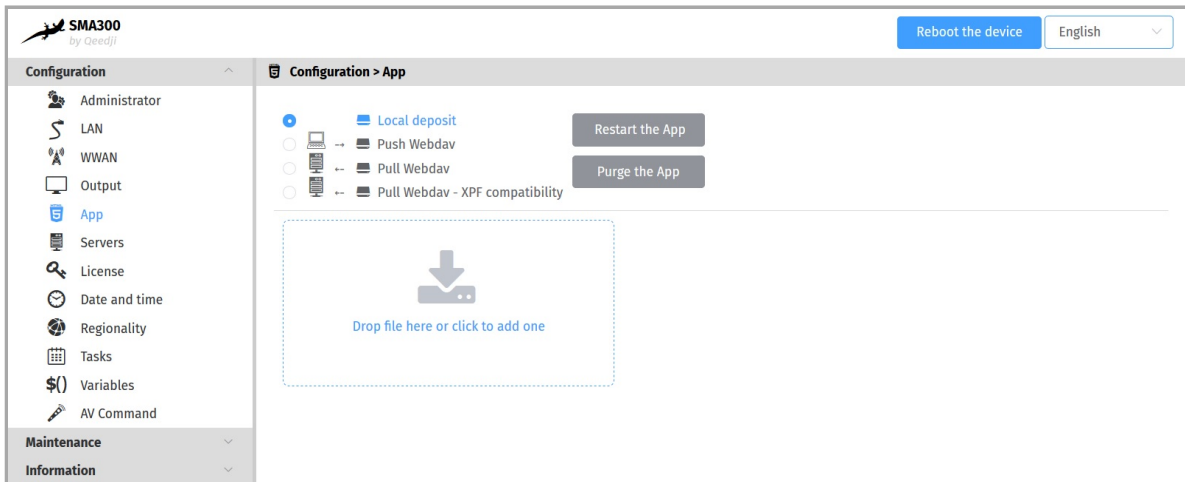 SMA300
by Qeedji
Reboot the device
English
Configuration
Administrator
LAN
WWAN
Output
App
Servers
License
Date and time
Regionality
Tasks
$() Variables
AV Command
Maintenance
Information
Configuration > App
Local deposit
Push Webdav
Pull Webdav
Pull Webdav - XPF compatibility
Restart the App
Purge the App
Drop file here or click to add one